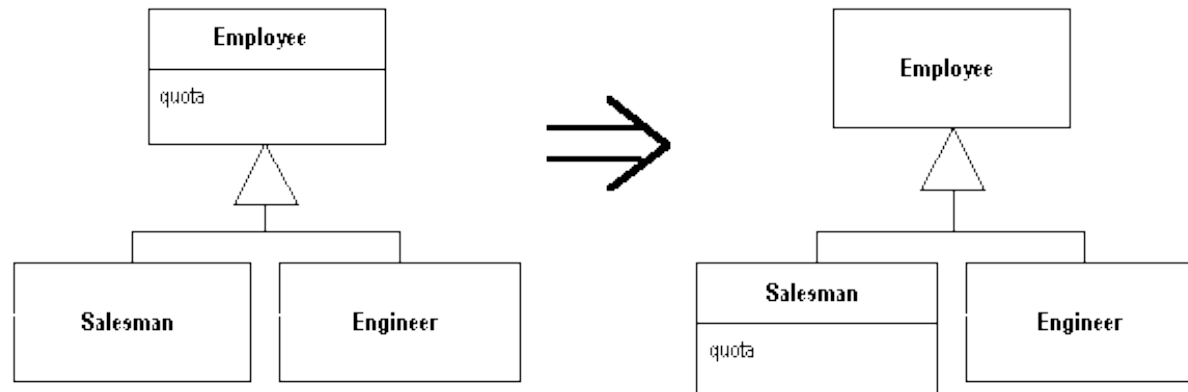 Employee
quota
Salesman
Engineer
Employee
Salesman
quota
Engineer